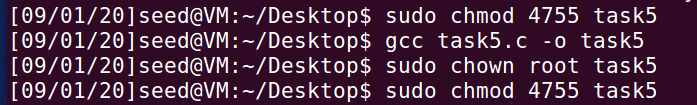 [09/01/20]seed@VM:~/Desktop$ sudo chmod 4755 task5
[09/01/20]seed@VM:~/Desktop$ gcc task5.c -o task5
[09/01/20]seed@VM:~/Desktop$ sudo chown root task5
[09/01/20]seed@VM:~/Desktop$ sudo chmod 4755 task5